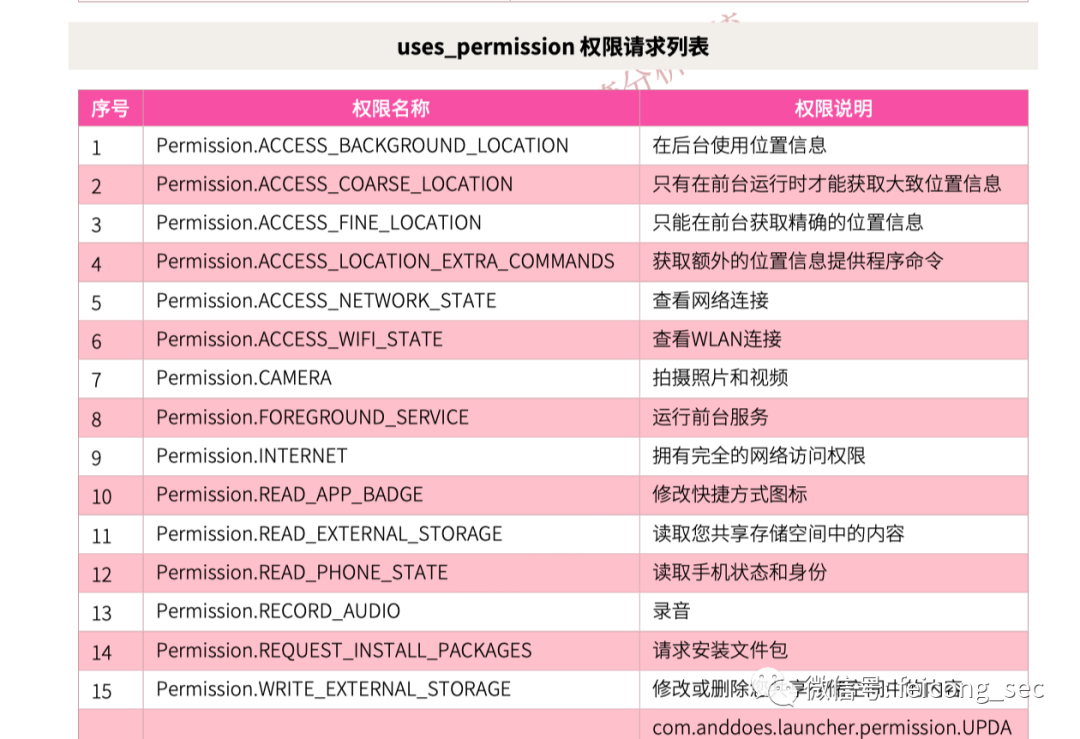 uses_permission 权限请求列表
序号 权限名称 权限说明
1 Permission.ACCESS_BACKGROUND_LOCATION 在后台使用位置信息
2 Permission.ACCESS_COARSE_LOCATION 只有在前台运行时才能获取大致位置信息
3 Permission.ACCESS_FINE_LOCATION 只能在前台获取精确的位置信息
4 Permission.ACCESS_LOCATION_EXTRA_COMMANDS 获取额外的位置信息提供程序命令
5 Permission.ACCESS_NETWORK_STATE 查看网络连接
6 Permission.ACCESS_WIFI_STATE 查看WLAN连接
7 Permission.CAMERA 拍摄照片和视频
8 Permission.FOREGROUND_SERVICE 运行前台服务
9 Permission.INTERNET 拥有完全的网络访问权限
10 Permission.READ_APP_BADGE 修改快捷方式图标
11 Permission.READ_EXTERNAL_STORAGE 读取您共享存储空间中的内容
12 Permission.READ_PHONE_STATE 读取手机状态和身份
13 Permission.RECORD_AUDIO 录音
14 Permission.REQUEST_INSTALL_PACKAGES 请求安装文件包
15 Permission.WRITE_EXTERNAL_STORAGE 修改或删除
微信号: feidong_sec
com.anddoes.launcher.permission.UPDA